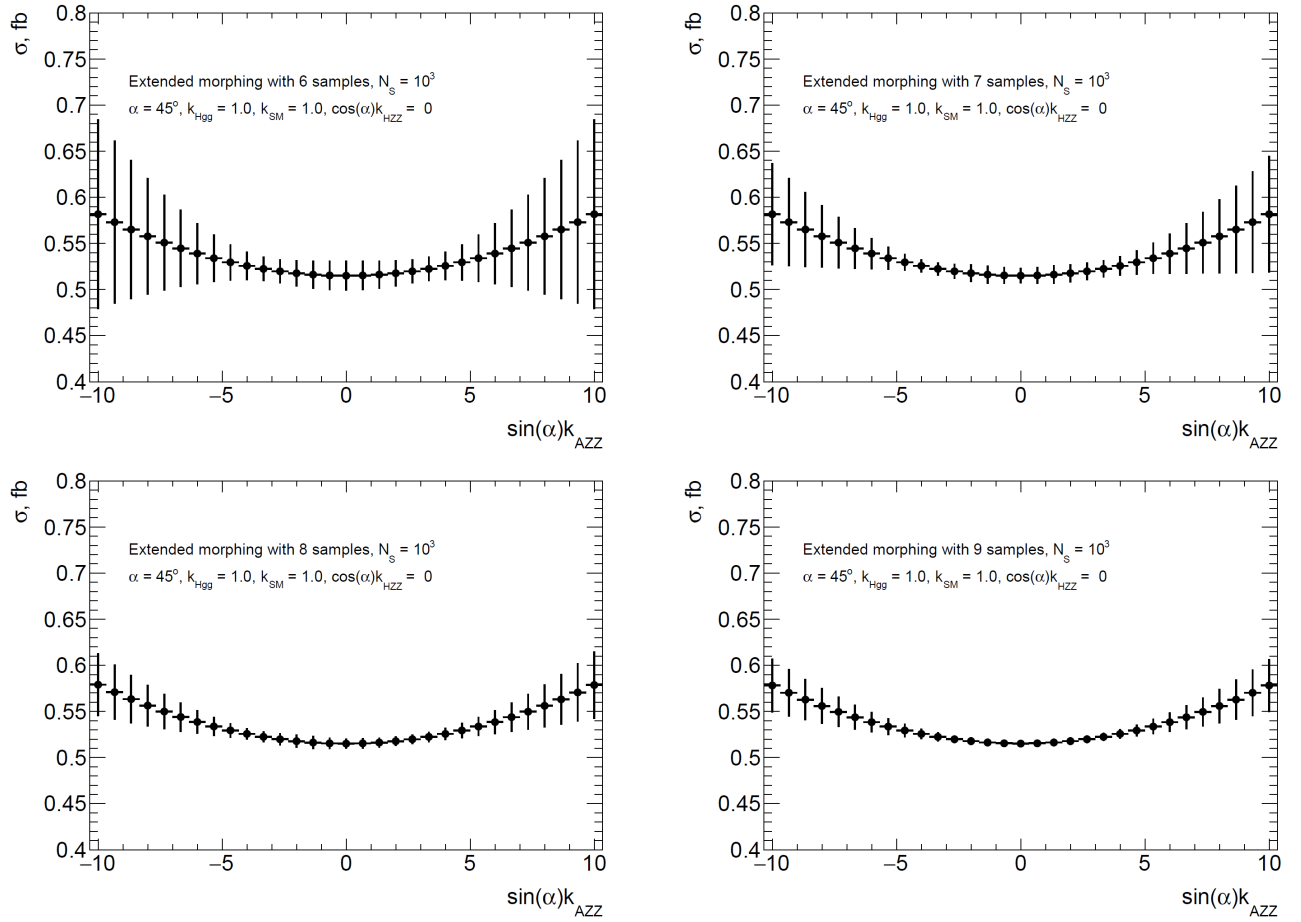 σ, fb
0.8
0.75
0.7
0.65
0.6
0.55
0.5
0.45
0.4
Extended morphing with 6 samples, N_S = 10^3
α = 45^o, k_Hgg = 1.0, k_SM = 1.0, cos(α)k_HZZ = 0
−10 −5 0 5 10
sin(α)k_AZZ
σ, fb
0.8
0.75
0.7
0.65
0.6
0.55
0.5
0.45
0.4
Extended morphing with 7 samples, N_S = 10^3
α = 45^o, k_Hgg = 1.0, k_SM = 1.0, cos(α)k_HZZ = 0
−10 −5 0 5 10
sin(α)k_AZZ
σ, fb
0.8
0.75
0.7
0.65
0.6
0.55
0.5
0.45
0.4
Extended morphing with 8 samples, N_S = 10^3
α = 45^o, k_Hgg = 1.0, k_SM = 1.0, cos(α)k_HZZ = 0
−10 −5 0 5 10
sin(α)k_AZZ
σ, fb
0.8
0.75
0.7
0.65
0.6
0.55
0.5
0.45
0.4
Extended morphing with 9 samples, N_S = 10^3
α = 45^o, k_Hgg = 1.0, k_SM = 1.0, cos(α)k_HZZ = 0
−10 −5 0 5 10
sin(α)k_AZZ